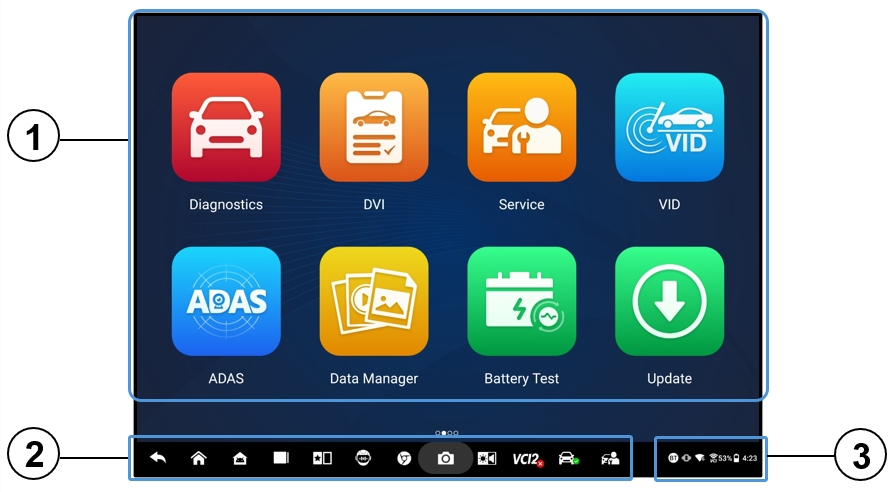 1
Diagnostics
DVI
Service
VID
VID
ADAS
ADAS
Data Manager
Battery Test
Update
2
VCI2
BT
53%
4:23
3